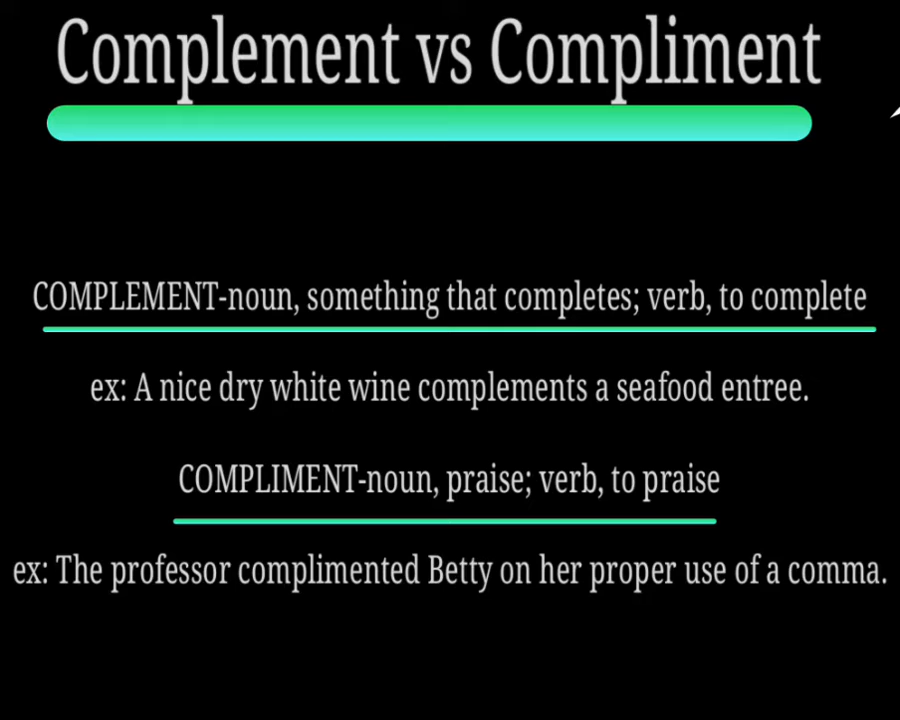 Complement vs Compliment
COMPLEMENT-noun, something that completes; verb, to complete
ex: A nice dry white wine complements a seafood entree.
COMPLIMENT-noun, praise; verb, to praise
ex: The professor complimented Betty on her proper use of a comma.